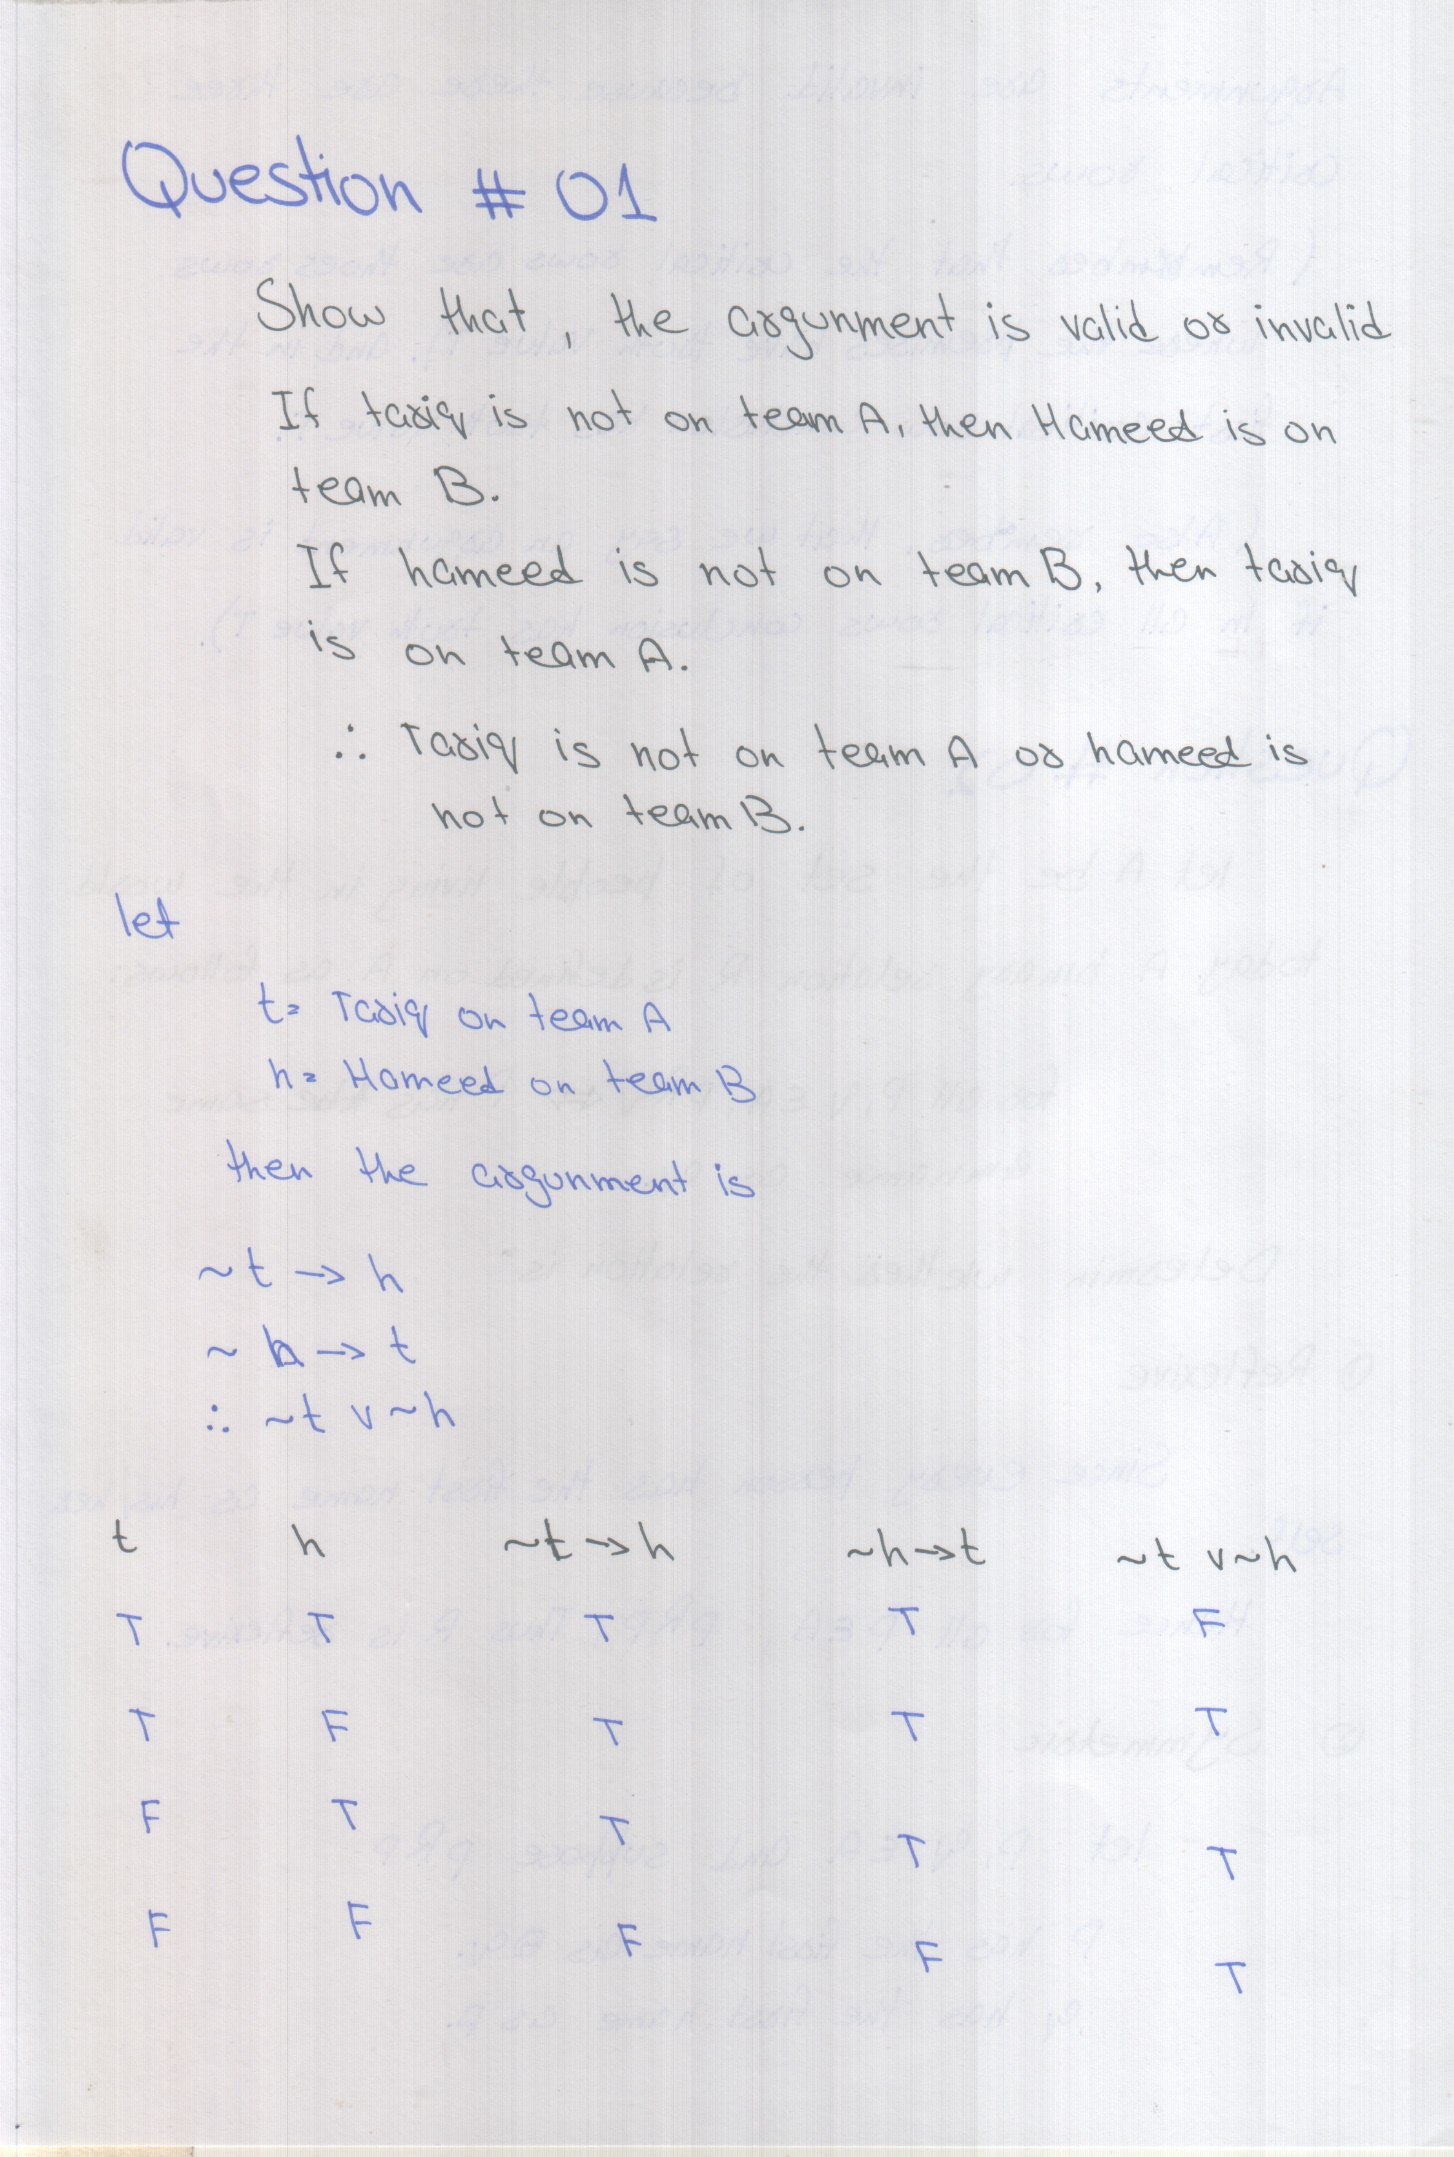 Question # 01
Show that, the argunment is valid or invalid
If tariq is not on team A, then Hameed is on
team B.
If hameed is not on team B, then tariq
is on team A.
∴ Tariq is not on team A or hameed is
not on team B.
let
t= Tariq on team A
h= Hameed on team B
then the argunment is
~t → h
~ h → t
∴ ~t v ~h
t h ~t → h ~h → t ~t v ~h
T T T T F
T F T T T
F T T T T
F F F F T